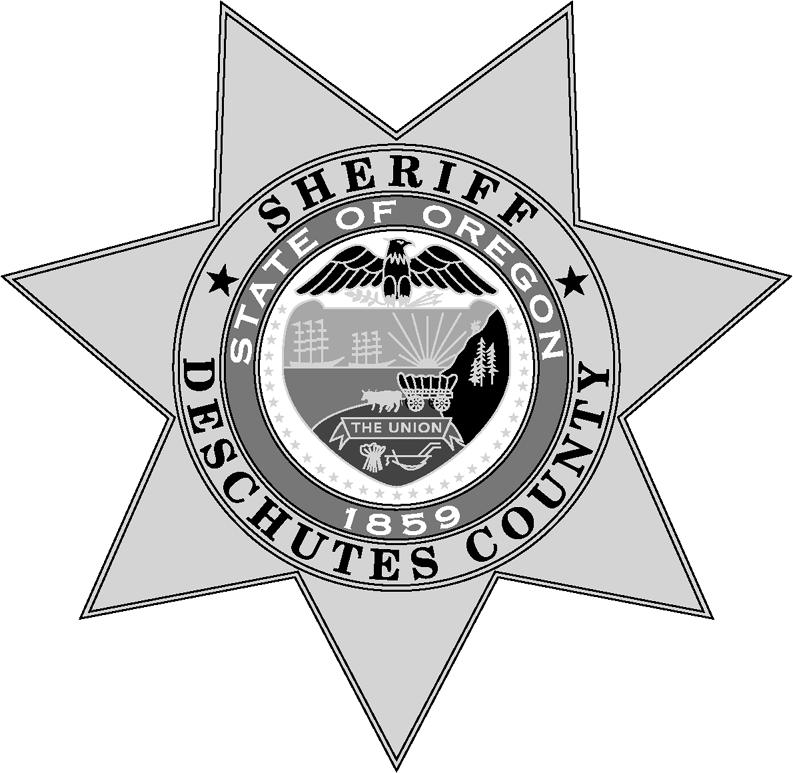 SHERIFF
STATE OF OREGON
THE UNION
1859
DESCHUTES COUNTY